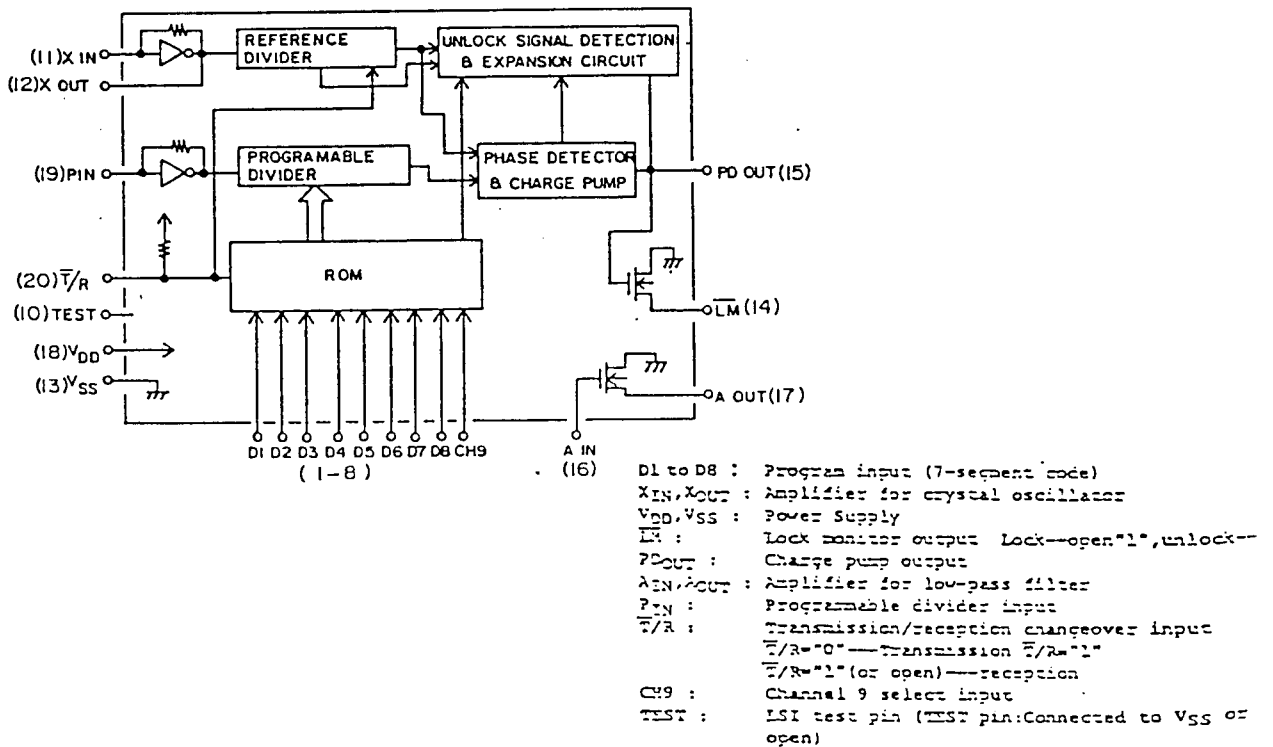 REFERENCE
DIVIDER
UNLOCK SIGNAL DETECTION
& EXPANSION CIRCUIT
(11)X IN
(12)X OUT
PROGRAMABLE
DIVIDER
PHASE DETECTOR
& CHARGE PUMP
(19)PIN
PD OUT(15)
ROM
(20)T̅/R
(10)TEST
L̅M̅(14)
(18)VDD
(13)VSS
A OUT(17)
D1 D2 D3 D4 D5 D6 D7 D8 CH9
(1-8)
A IN
(16)
D1 to D8 : Program input (7-segment code)
XIN,XOUT : Amplifier for crystal oscillator
VDD,VSS : Power Supply
L̅M̅ : Lock monitor output Lock--open"1",unlock--
PDOUT : Charge pump output
AIN,AOUT : Amplifier for low-pass filter
PIN : Programable divider input
T̅/R : Transmission/reception changeover input
T̅/R="0"---Transmission T̅/R="1"
T̅/R="1"(or open)---reception
CH9 : Channel 9 select input
TEST : LSI test pin (TEST pin:Connected to VSS or
open)